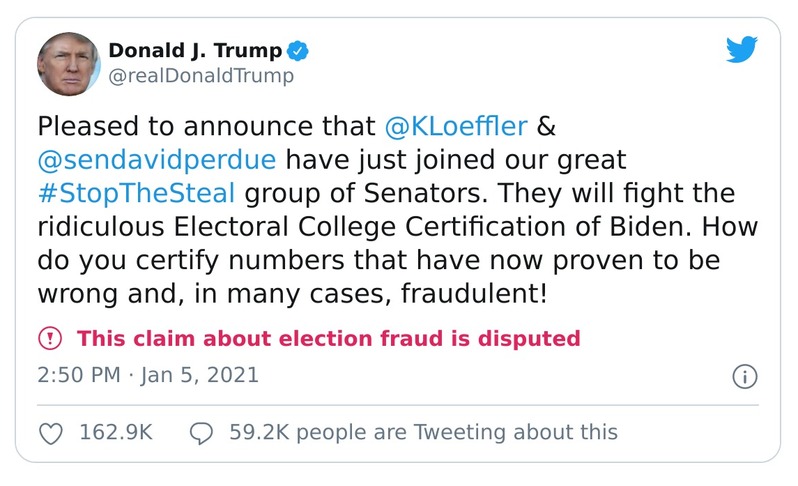 Donald J. Trump
@realDonaldTrump
Pleased to announce that @KLoeffler &
@sendavidperdue have just joined our great
#StopTheSteal group of Senators. They will fight the
ridiculous Electoral College Certification of Biden. How
do you certify numbers that have now proven to be
wrong and, in many cases, fraudulent!
This claim about election fraud is disputed
2:50 PM · Jan 5, 2021
162.9K 59.2K people are Tweeting about this